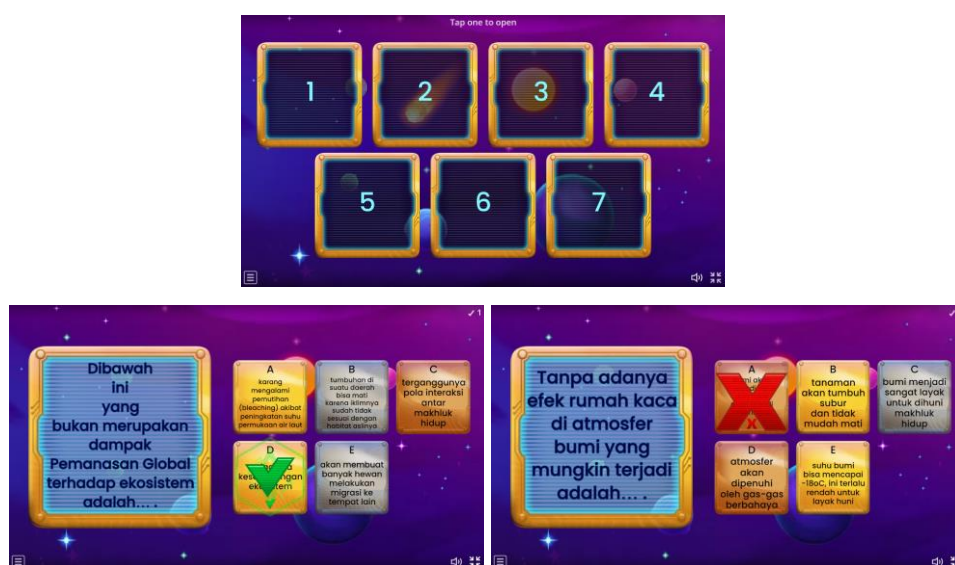 Tap one to open
1
2
3
4
5
6
7
1
Dibawah
ini
yang
bukan merupakan
dampak
Pemanasan Global
terhadap ekosistem
adalah... .
A
karang
mengalami
pemutihan
(bleaching) akibat
peningkatan suhu
permukaan air laut
B
tumbuhan di
suatu daerah
bisa mati
karena iklimnya
sudah tidak
sesuai dengan
habitat aslinya
C
terganggunya
pola interaksi
antar
makhluk
hidup
D
E
akan membuat
banyak hewan
melakukan
migrasi ke
tempat lain
Tanpa adanya
efek rumah kaca
di atmosfer
bumi yang
mungkin terjadi
adalah... .
A
B
tanaman
akan tumbuh
subur
dan tidak
mudah mati
C
bumi menjadi
sangat layak
untuk dihuni
makhluk
hidup
D
atmosfer
akan
dipenuhi
oleh gas-gas
berbahaya
E
suhu bumi
bisa mencapai
-18oC, ini terlalu
rendah untuk
layak huni